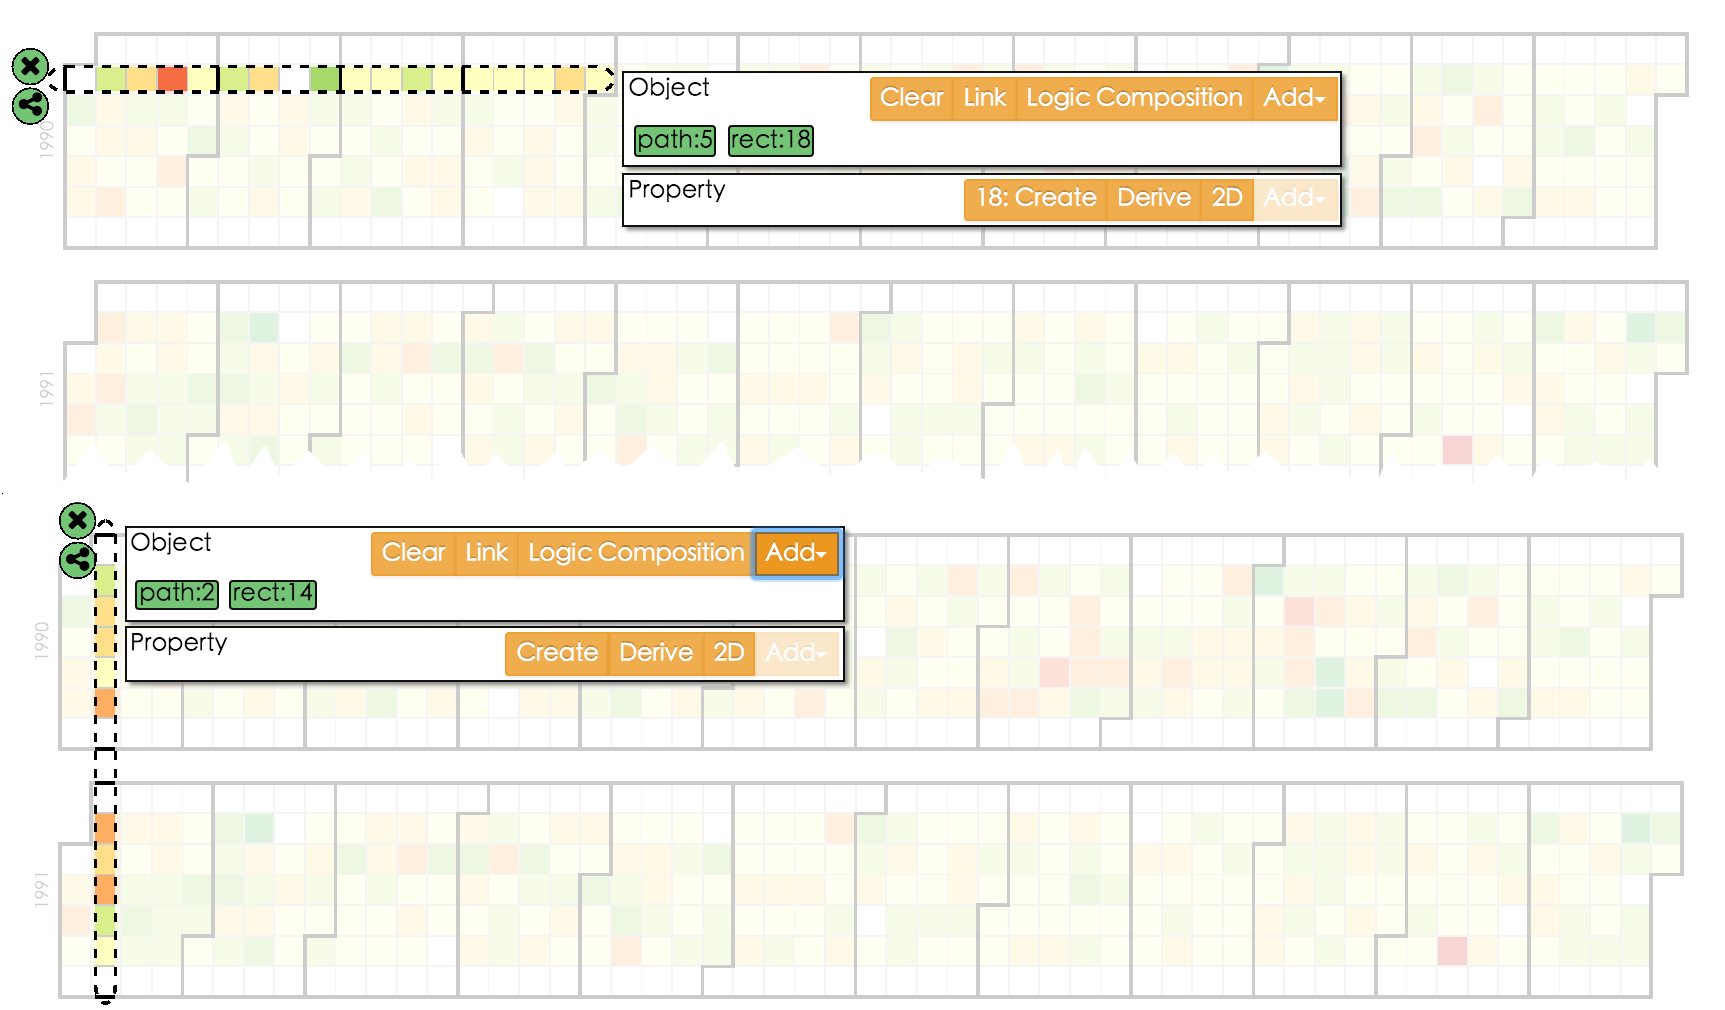 Object
Clear Link Logic Composition Add
path:5 rect:18
1990
Property
18: Create Derive 2D Add
1991
Object
Clear Link Logic Composition Add
path:2 rect:14
1990
Property
Create Derive 2D Add
1991